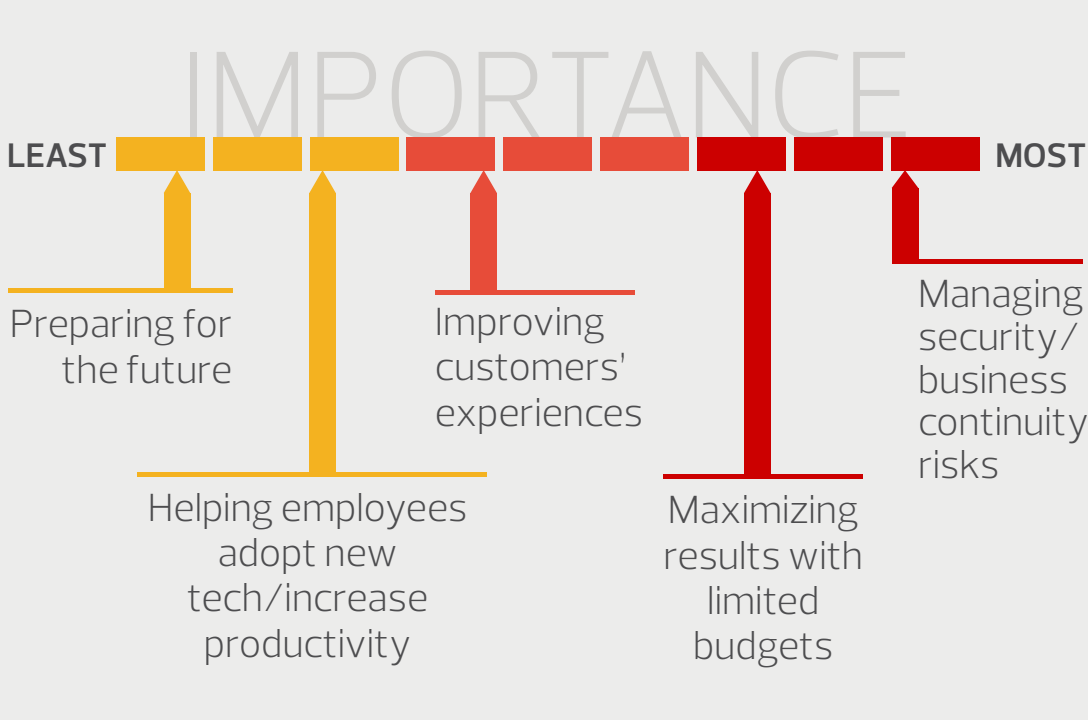 IMPORTANCE
LEAST
MOST
Preparing for
the future
Helping employees
adopt new
tech/increase
productivity
Improving
customers'
experiences
Maximizing
results with
limited
budgets
Managing
security/
business
continuity
risks